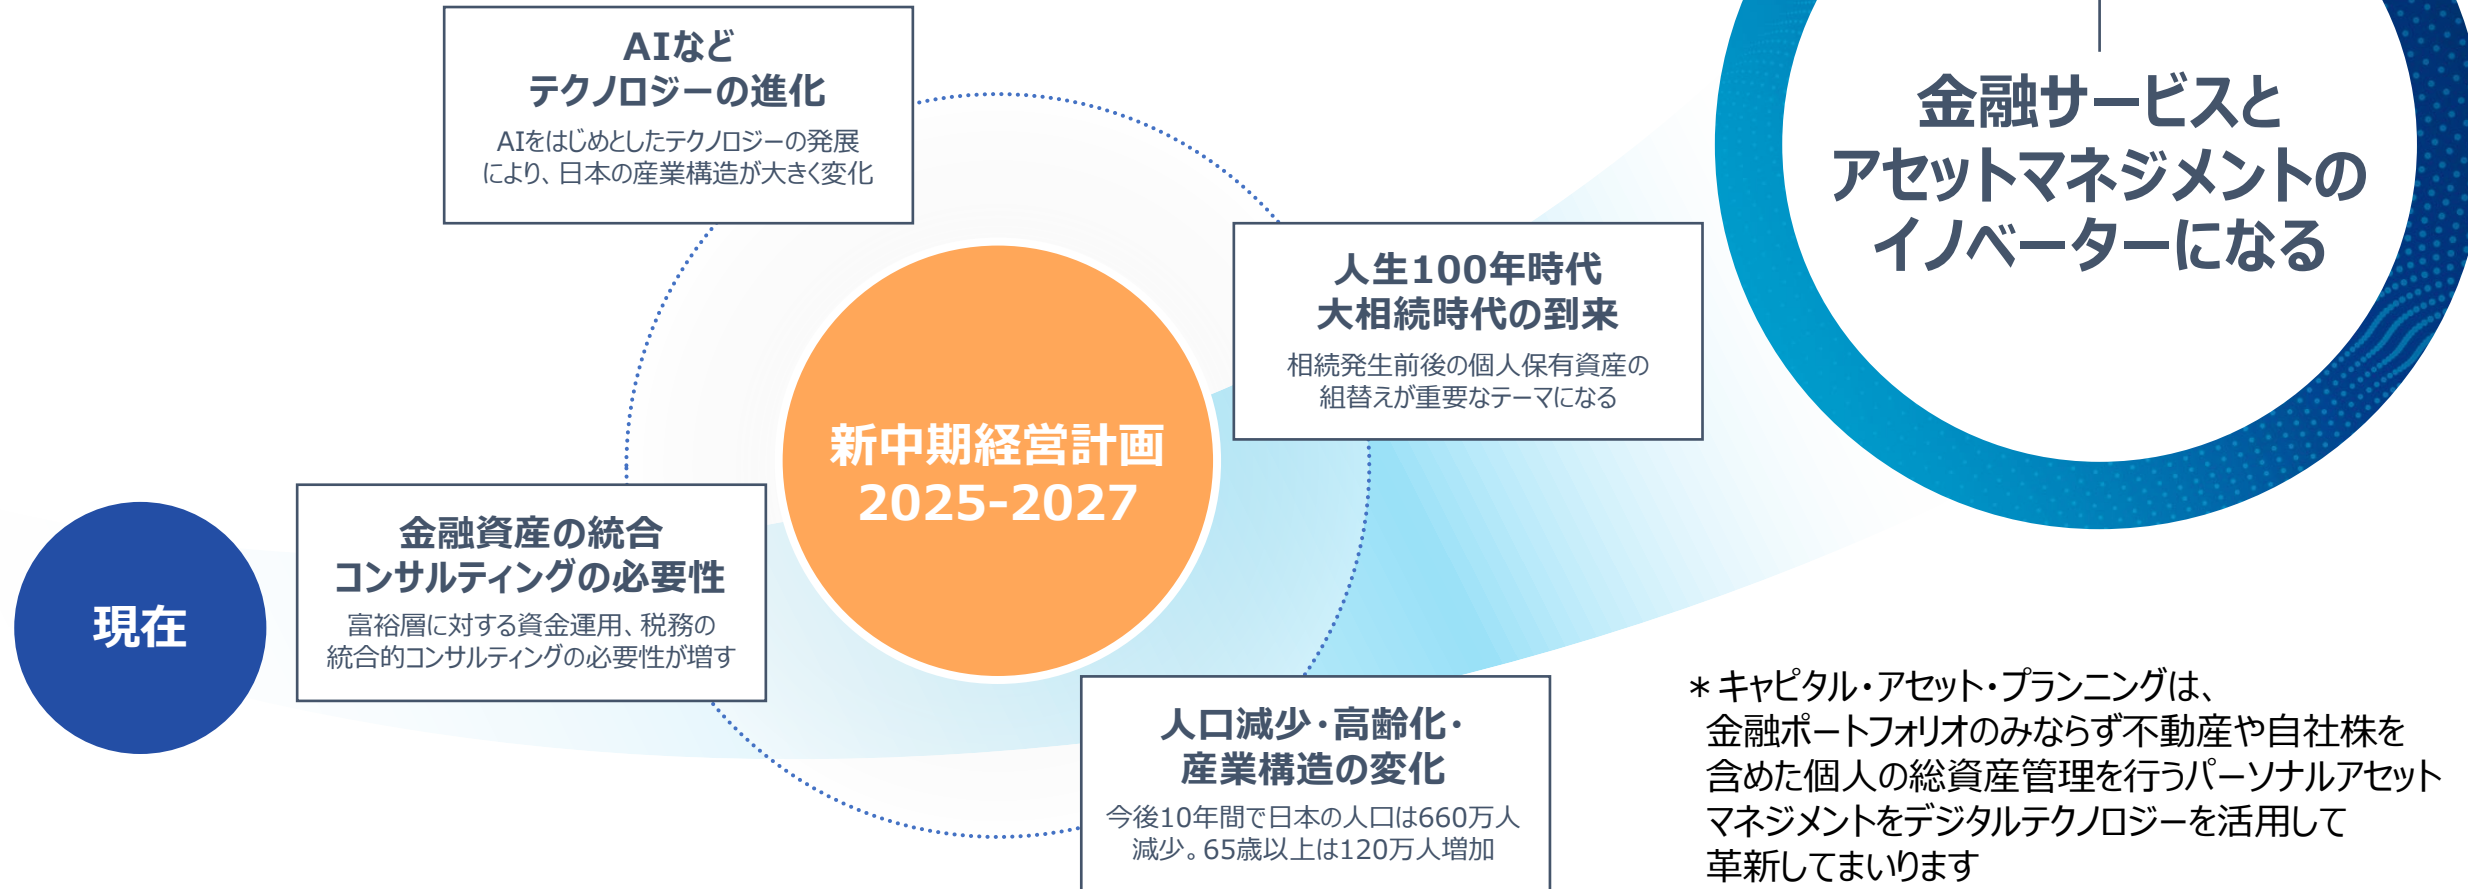 AIなど
テクノロジーの進化
AIをはじめとしたテクノロジーの発展
により、日本の産業構造が大きく変化
金融サービスと
アセットマネジメントの
イノベーターになる
人生100年時代
大相続時代の到来
相続発生前後の個人保有資産の
組替えが重要なテーマになる
新中期経営計画
2025-2027
金融資産の統合
コンサルティングの必要性
富裕層に対する資金運用、税務の
統合的コンサルティングの必要性が増す
現在
人口減少・高齢化・
産業構造の変化
今後10年間で日本の人口は660万人
減少。65歳以上は120万人増加
＊キャピタル・アセット・プランニングは、
金融ポートフォリオのみならず不動産や自社株を
含めた個人の総資産管理を行うパーソナルアセット
マネジメントをデジタルテクノロジーを活用して
革新してまいります